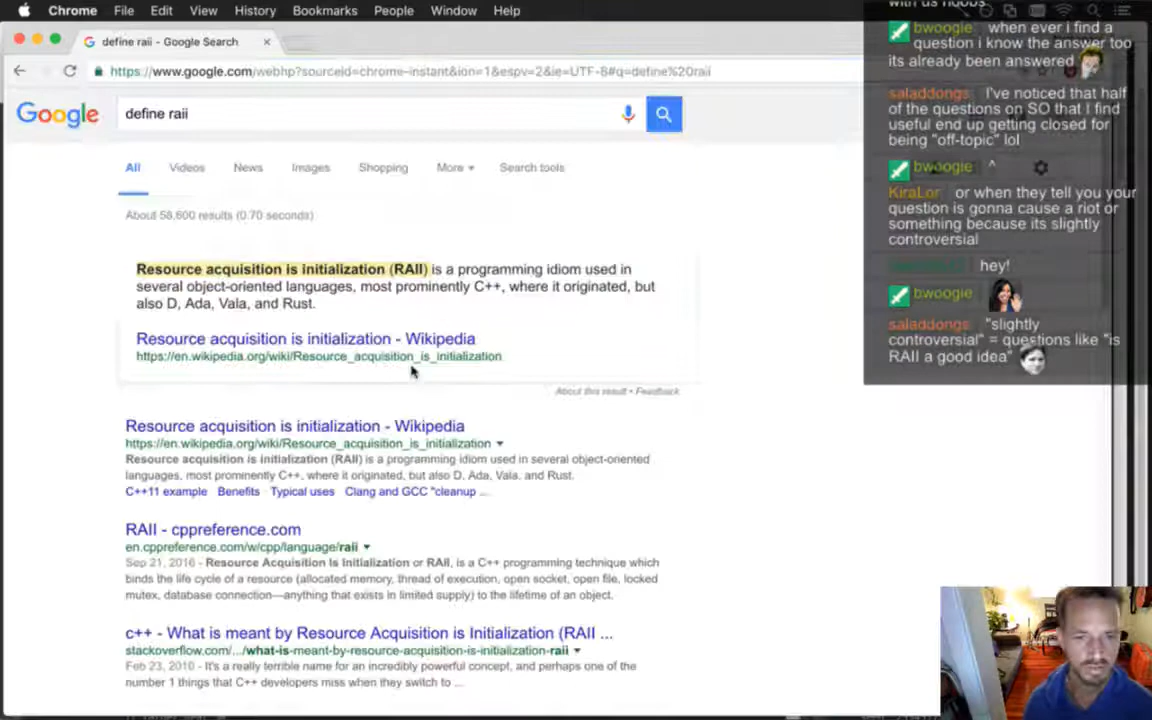 Chrome File Edit View History Bookmarks People Window Help
define raii - Google Search
https://www.google.com/webhp?sourceid=chrome-instant&ion=1&espv=2&ie=UTF-8#q=define%20raii
Google
define raii
All Videos News Images Shopping More Search tools
About 58,600 results (0.70 seconds)
Resource acquisition is initialization (RAII) is a programming idiom used in
several object-oriented languages, most prominently C++, where it originated, but
also D, Ada, Vala, and Rust.
Resource acquisition is initialization - Wikipedia
https://en.wikipedia.org/wiki/Resource_acquisition_is_initialization
About this result • Feedback
Resource acquisition is initialization - Wikipedia
https://en.wikipedia.org/wiki/Resource_acquisition_is_initialization
Resource acquisition is initialization (RAII) is a programming idiom used in several object-oriented
languages, most prominently C++, where it originated, but also D, Ada, Vala, and Rust.
C++11 example Benefits Typical uses Clang and GCC "cleanup ...
RAII - cppreference.com
en.cppreference.com/w/cpp/language/raii
Sep 21, 2016 - Resource Acquisition Is Initialization or RAII, is a C++ programming technique which
binds the life cycle of a resource (allocated memory, thread of execution, open socket, open file, locked
mutex, database connection—anything that exists in limited supply) to the lifetime of an object.
c++ - What is meant by Resource Acquisition is Initialization (RAII ...
stackoverflow.com/.../what-is-meant-by-resource-acquisition-is-initialization-raii
Feb 23, 2010 - It's a really terrible name for an incredibly powerful concept, and perhaps one of the
number 1 things that C++ developers miss when they switch to ...
with us noobs
bwoogie when ever i find a
question i know the answer too
its already been answered
saladdongs I've noticed that half
of the questions on SO that I find
useful end up getting closed for
being "off-topic" lol
bwoogie ^
KiraLor or when they tell you your
question is gonna cause a riot or
something because its slightly
controversial
hey!
bwoogie
saladdongs "slightly
controversial" = questions like "is
RAII a good idea"